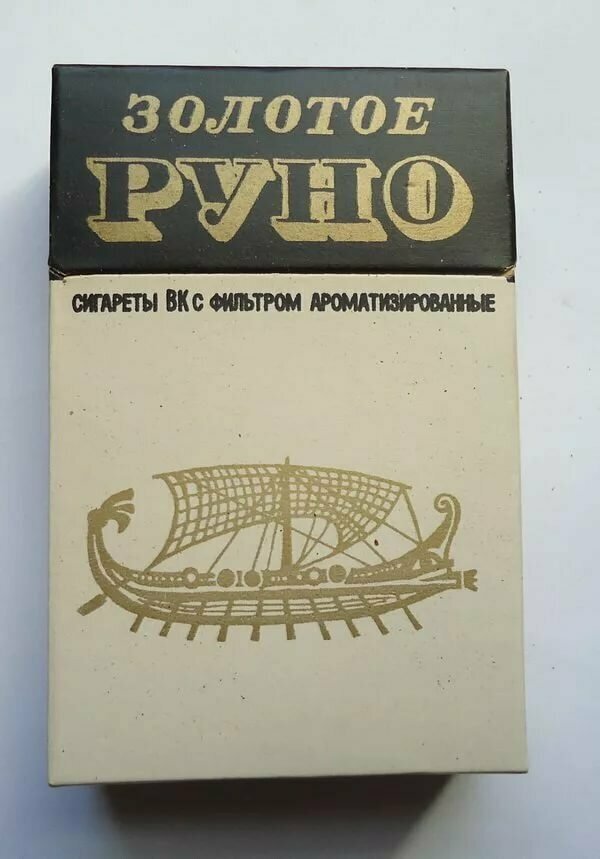 ЗОЛОТОЕ
РУНО
СИГАРЕТЫ ВК С ФИЛЬТРОМ АРОМАТИЗИРОВАННЫЕ